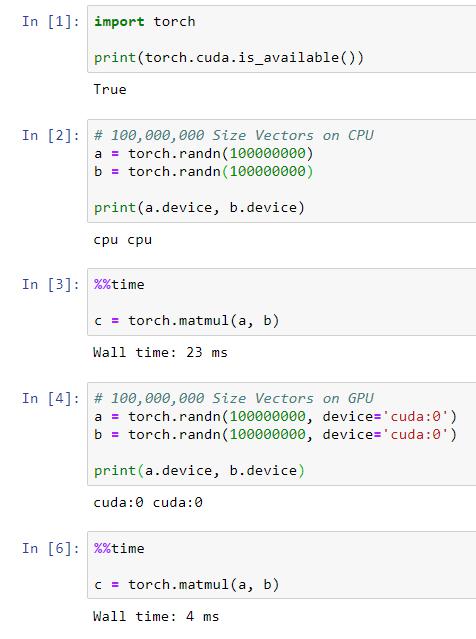 In [1]: import torch
print(torch.cuda.is_available())
True
In [2]: # 100,000,000 Size Vectors on CPU
a = torch.randn(100000000)
b = torch.randn(100000000)
print(a.device, b.device)
cpu cpu
In [3]: %%time
c = torch.matmul(a, b)
Wall time: 23 ms
In [4]: # 100,000,000 Size Vectors on GPU
a = torch.randn(100000000, device='cuda:0')
b = torch.randn(100000000, device='cuda:0')
print(a.device, b.device)
cuda:0 cuda:0
In [6]: %%time
c = torch.matmul(a, b)
Wall time: 4 ms